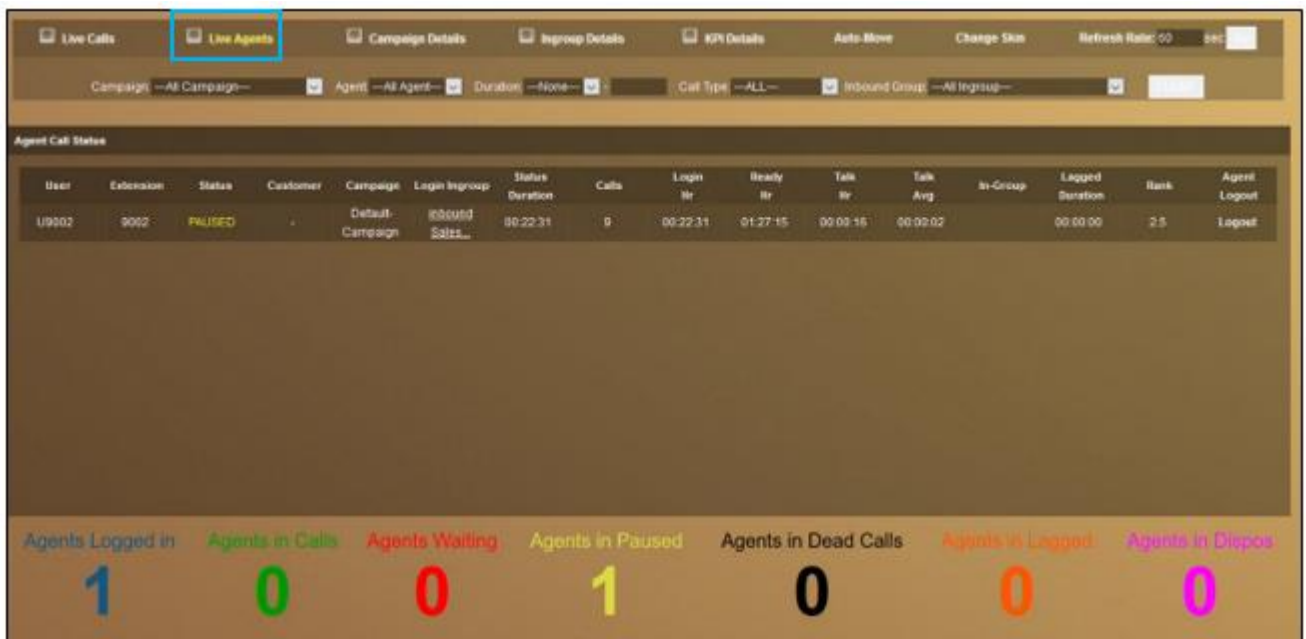 Live Calls Live Agents Campaign Details Ingroup Details KPI Details Auto-Move Change Skin Refresh Rate: 60 sec
Campaign: ---All Campaign--- Agent: ---All Agent--- Duration: ---None--- - Call Type: ---ALL--- Inbound Group: ---All Ingroup---
Agent Call Status
User Extension Status Customer Campaign Login Ingroup Status Duration Calls Login Hr Ready Hr Talk Hr Talk Avg In-Group Lagged Duration Rank Agent Logout
U9002 9002 PAUSED - Default-Campaign inbound Sales... 00:22:31 9 00:22:31 01:27:15 00:00:16 00:00:02 00:00:00 2.5 Logout
Agents Logged in Agents in Calls Agents Waiting Agents in Paused Agents in Dead Calls Agents in Lagged Agents in Dispos
1 0 0 1 0 0 0